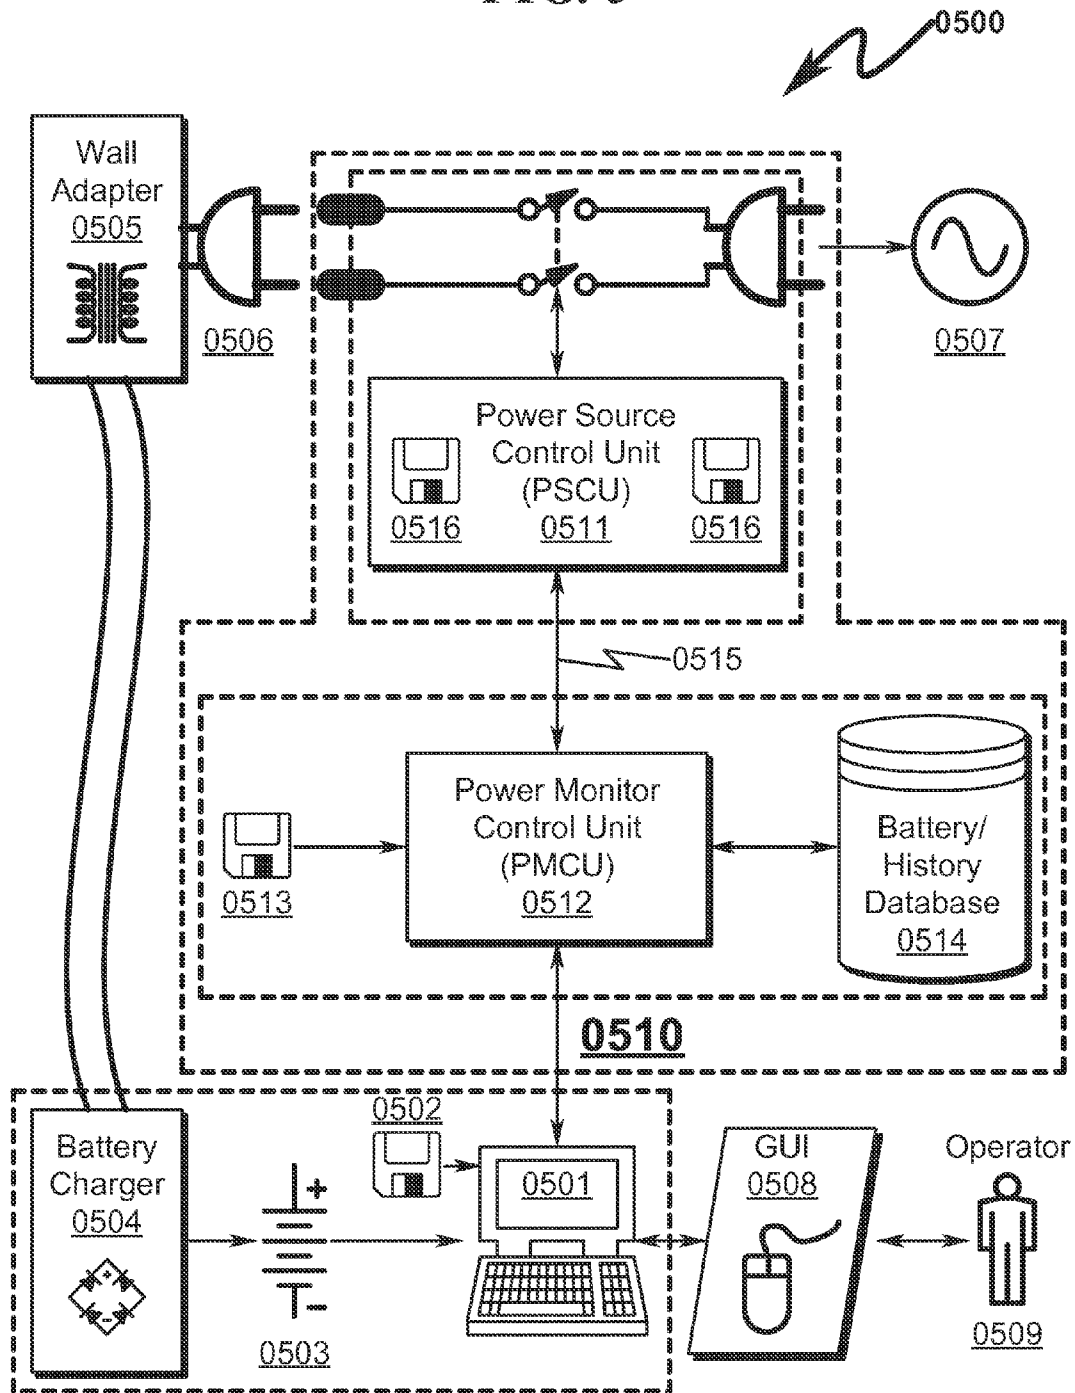 0500
Wall
Adapter
0505
0506
0507
Power Source
Control Unit
(PSCU)
0516
0511
0516
0515
Power Monitor
Control Unit
(PMCU)
0512
0513
Battery/
History
Database
0514
0510
0502
Battery
Charger
0504
+
-
+
−
0503
0501
GUI
0508
Operator
0509